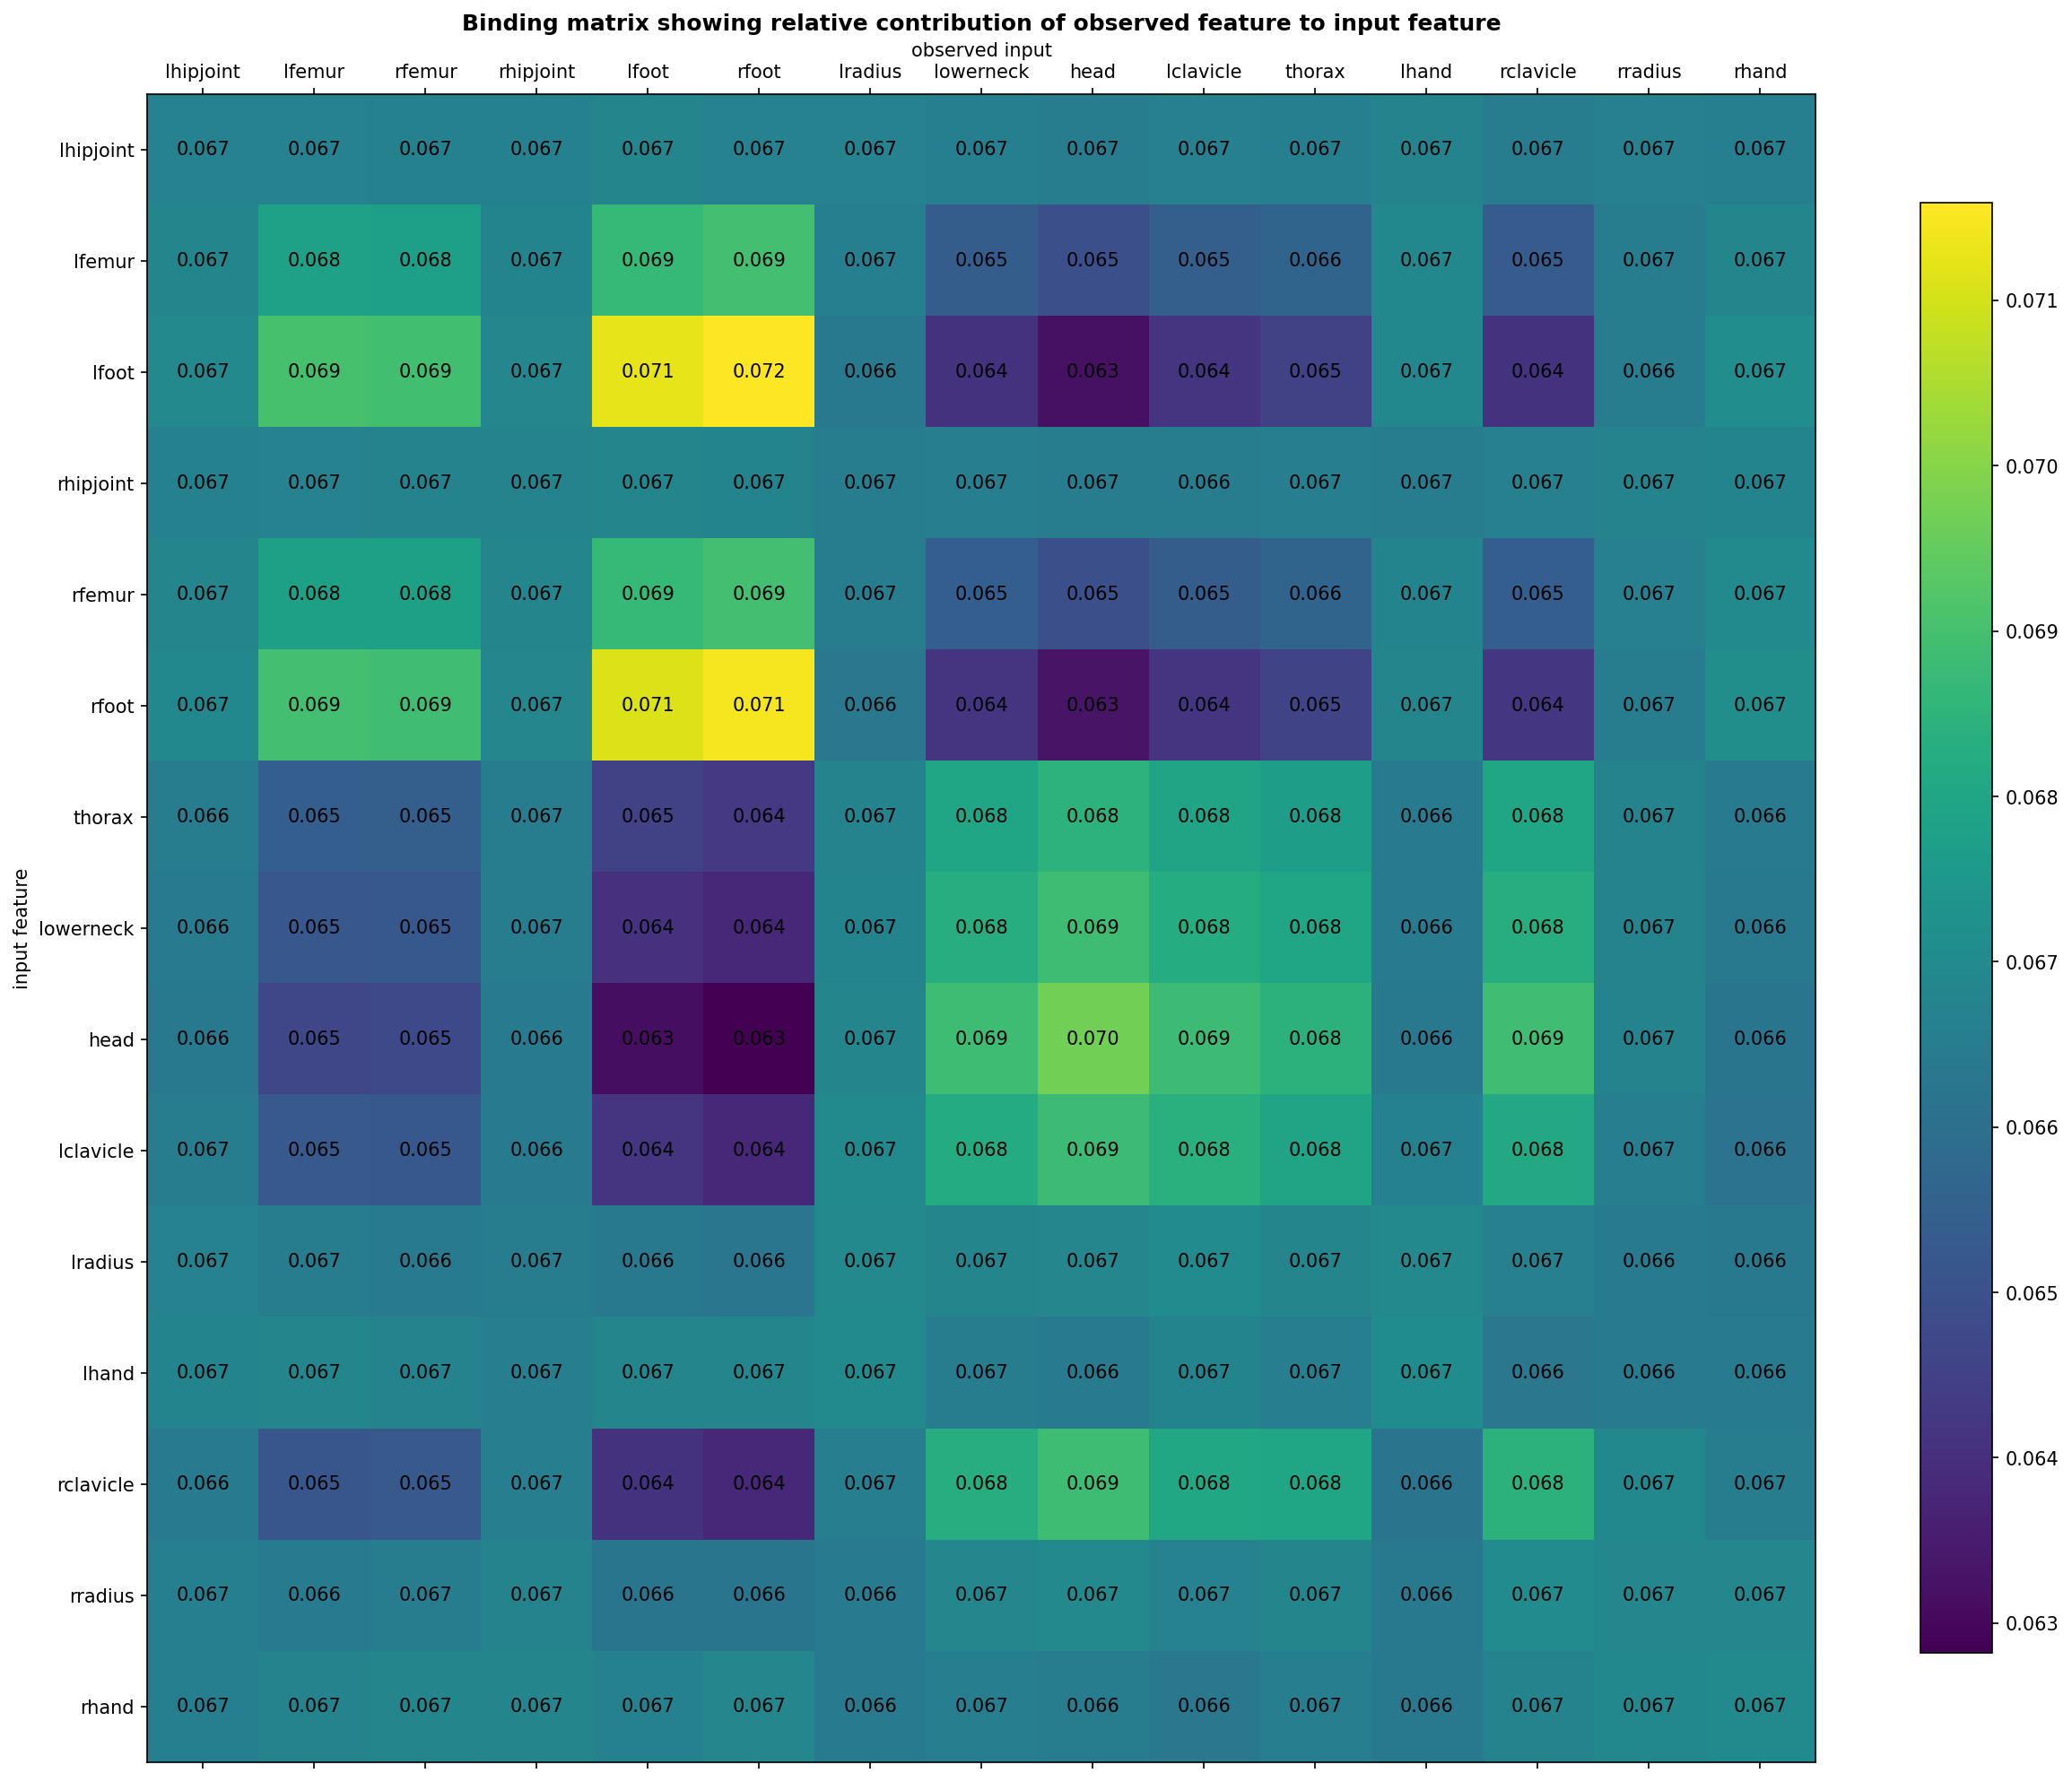 Binding matrix showing relative contribution of observed feature to input feature
observed input
lhipjoint lfemur rfemur rhipjoint lfoot rfoot lradius lowerneck head lclavicle thorax lhand rclavicle rradius rhand
lhipjoint 0.067 0.067 0.067 0.067 0.067 0.067 0.067 0.067 0.067 0.067 0.067 0.067 0.067 0.067 0.067
lfemur 0.067 0.068 0.068 0.067 0.069 0.069 0.067 0.065 0.065 0.065 0.066 0.067 0.065 0.067 0.067
lfoot 0.067 0.069 0.069 0.067 0.071 0.072 0.066 0.064 0.063 0.064 0.065 0.067 0.064 0.066 0.067
rhipjoint 0.067 0.067 0.067 0.067 0.067 0.067 0.067 0.067 0.067 0.066 0.067 0.067 0.067 0.067 0.067
rfemur 0.067 0.068 0.068 0.067 0.069 0.069 0.067 0.065 0.065 0.065 0.066 0.067 0.065 0.067 0.067
rfoot 0.067 0.069 0.069 0.067 0.071 0.071 0.066 0.064 0.063 0.064 0.065 0.067 0.064 0.067 0.067
thorax 0.066 0.065 0.065 0.067 0.065 0.064 0.067 0.068 0.068 0.068 0.068 0.066 0.068 0.067 0.066
lowerneck 0.066 0.065 0.065 0.067 0.064 0.064 0.067 0.068 0.069 0.068 0.068 0.066 0.068 0.067 0.066
head 0.066 0.065 0.065 0.066 0.063 0.063 0.067 0.069 0.070 0.069 0.068 0.066 0.069 0.067 0.066
lclavicle 0.067 0.065 0.065 0.066 0.064 0.064 0.067 0.068 0.069 0.068 0.068 0.067 0.068 0.067 0.066
lradius 0.067 0.067 0.066 0.067 0.066 0.066 0.067 0.067 0.067 0.067 0.067 0.067 0.067 0.066 0.066
lhand 0.067 0.067 0.067 0.067 0.067 0.067 0.067 0.067 0.066 0.067 0.067 0.067 0.066 0.066 0.066
rclavicle 0.066 0.065 0.065 0.067 0.064 0.064 0.067 0.068 0.069 0.068 0.068 0.066 0.068 0.067 0.067
rradius 0.067 0.066 0.067 0.067 0.066 0.066 0.066 0.067 0.067 0.067 0.067 0.066 0.067 0.067 0.067
rhand 0.067 0.067 0.067 0.067 0.067 0.067 0.066 0.067 0.066 0.066 0.067 0.066 0.067 0.067 0.067
input feature
0.071
0.070
0.069
0.068
0.067
0.066
0.065
0.064
0.063